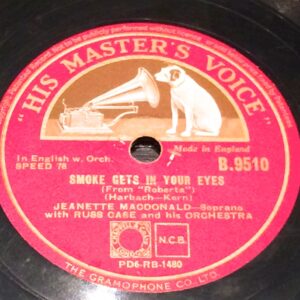 "HIS MASTER'S VOICE"
Made in England
In English w. Orch.
SPEED 78
B.9510
SMOKE GETS IN YOUR EYES
(From "Roberta")
(Harbach—Kern)
JEANETTE MACDONALD—Soprano
with RUSS CASE and his ORCHESTRA
N.C.B.
PD6-RB-1480
THE GRAMOPHONE CO. LTD.